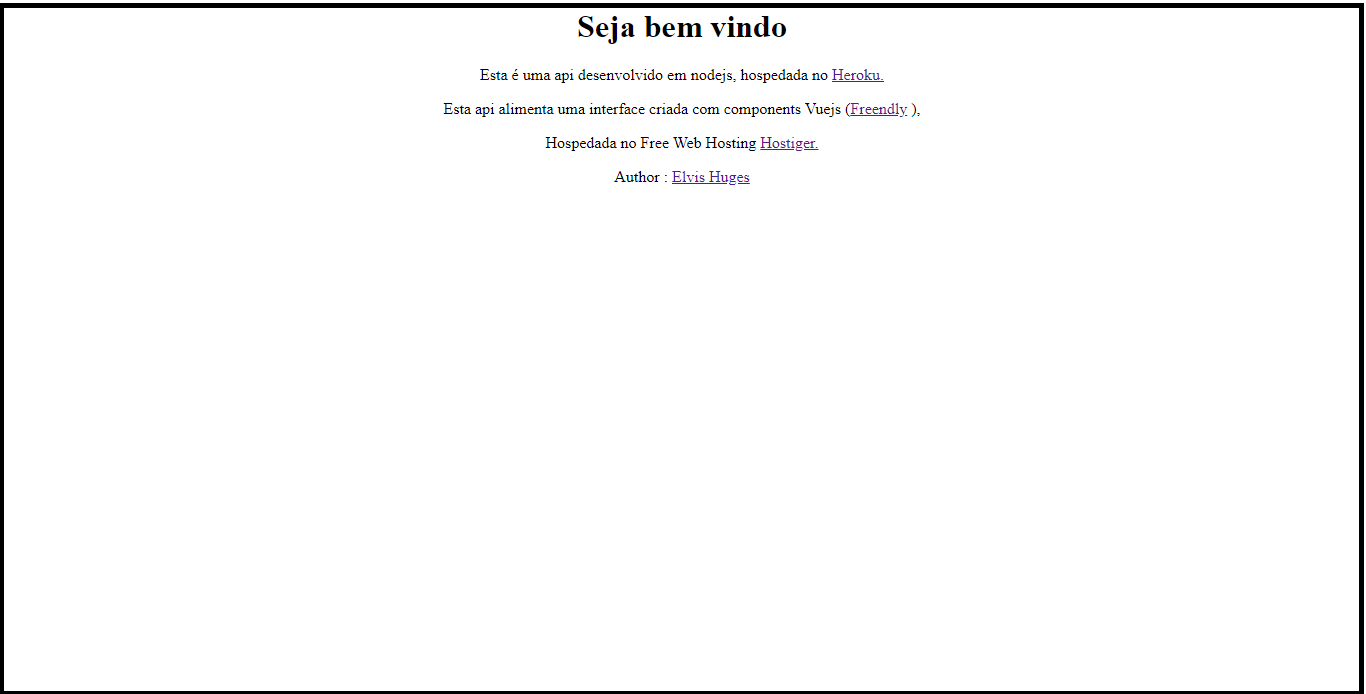 Seja bem vindo
Esta é uma api desenvolvido em nodejs, hospedada no Heroku.
Esta api alimenta uma interface criada com components Vuejs (Freendly ),
Hospedada no Free Web Hosting Hostiger.
Author : Elvis Huges